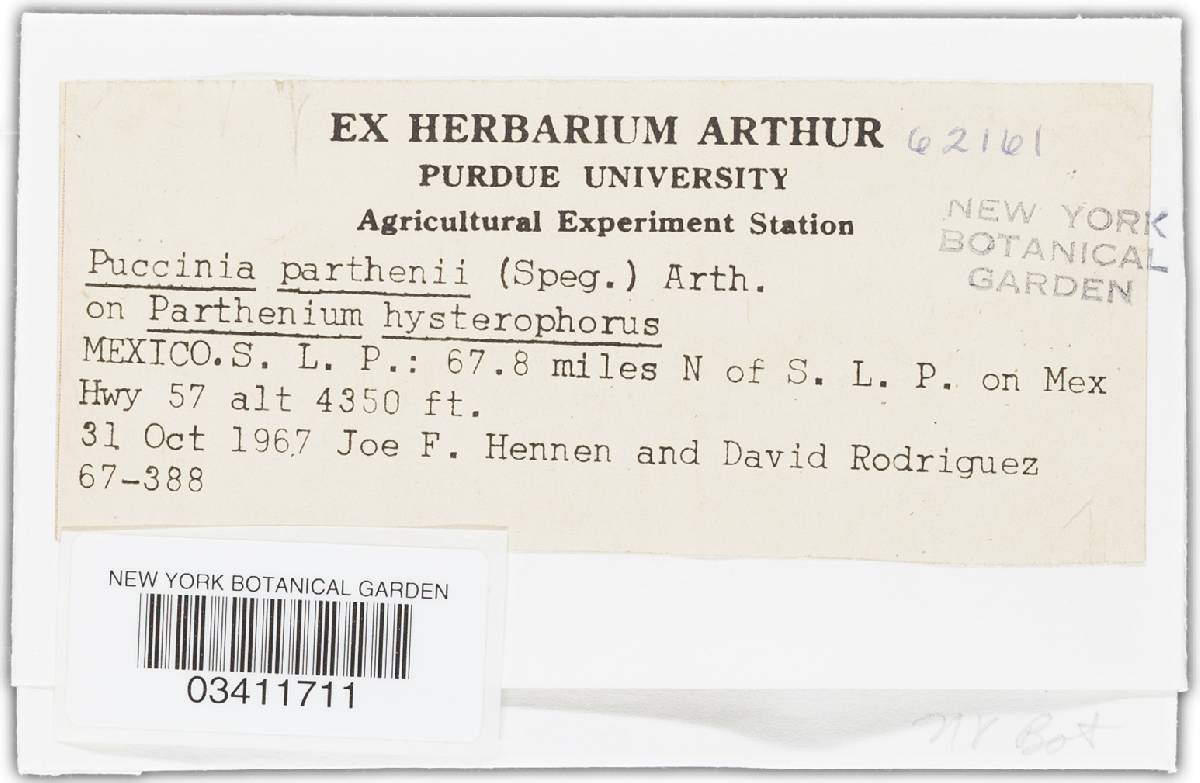 EX HERBARIUM ARTHUR 62161
PURDUE UNIVERSITY
Agricultural Experiment Station
NEW YORK
BOTANICAL
GARDEN
Puccinia parthenii (Speg.) Arth.
on Parthenium hysterophorus
MEXICO.S. L. P.: 67.8 miles N of S. L. P. on Mex
Hwy 57 alt 4350 ft.
31 Oct 1967 Joe F. Hennen and David Rodriguez
67-388
NEW YORK BOTANICAL GARDEN
03411711
NY Bot